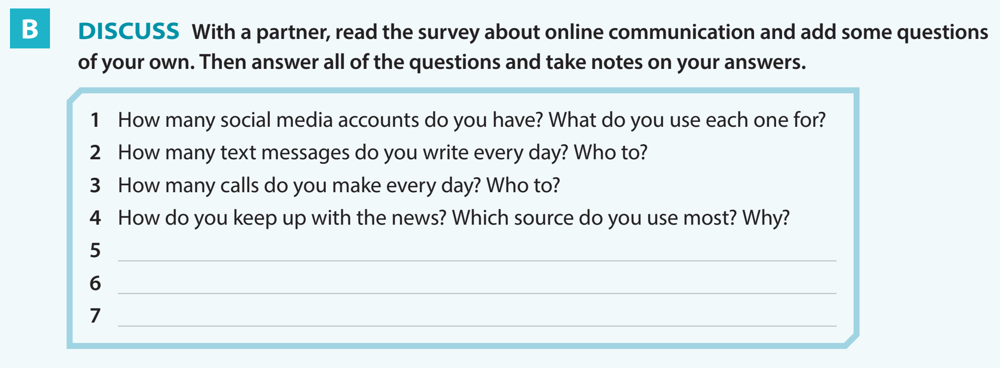 B
DISCUSS With a partner, read the survey about online communication and add some questions
of your own. Then answer all of the questions and take notes on your answers.
1 How many social media accounts do you have? What do you use each one for?
2 How many text messages do you write every day? Who to?
3 How many calls do you make every day? Who to?
4 How do you keep up with the news? Which source do you use most? Why?
5
6
7